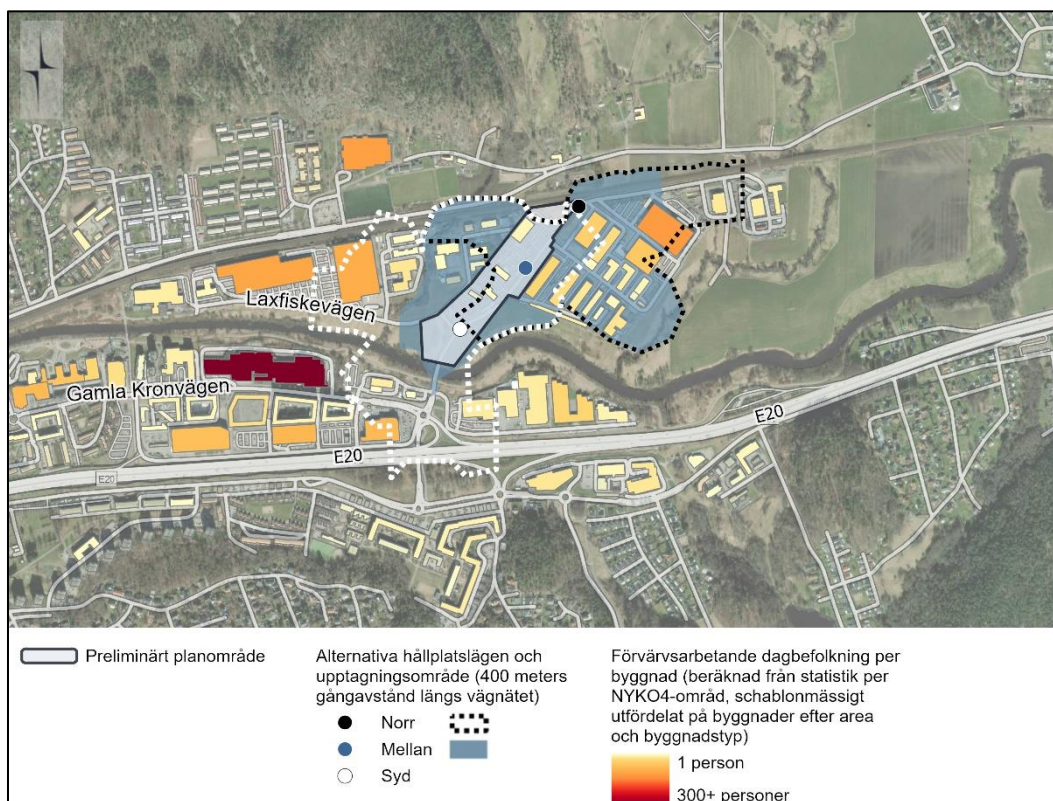 Laxfiskevägen
Gamla Kronvägen
E20
E20
E20
Preliminärt planområde
Alternativa hållplatslägen och
upptagningsområde (400 meters
gångavstånd längs vägnätet)
Norr
Mellan
Syd
Förvärvsarbetande dagbefolkning per
byggnad (beräknad från statistik per
NYKO4-områd, schablonmässigt
utfördelat på byggnader efter area
och byggnadstyp)
1 person
300+ personer